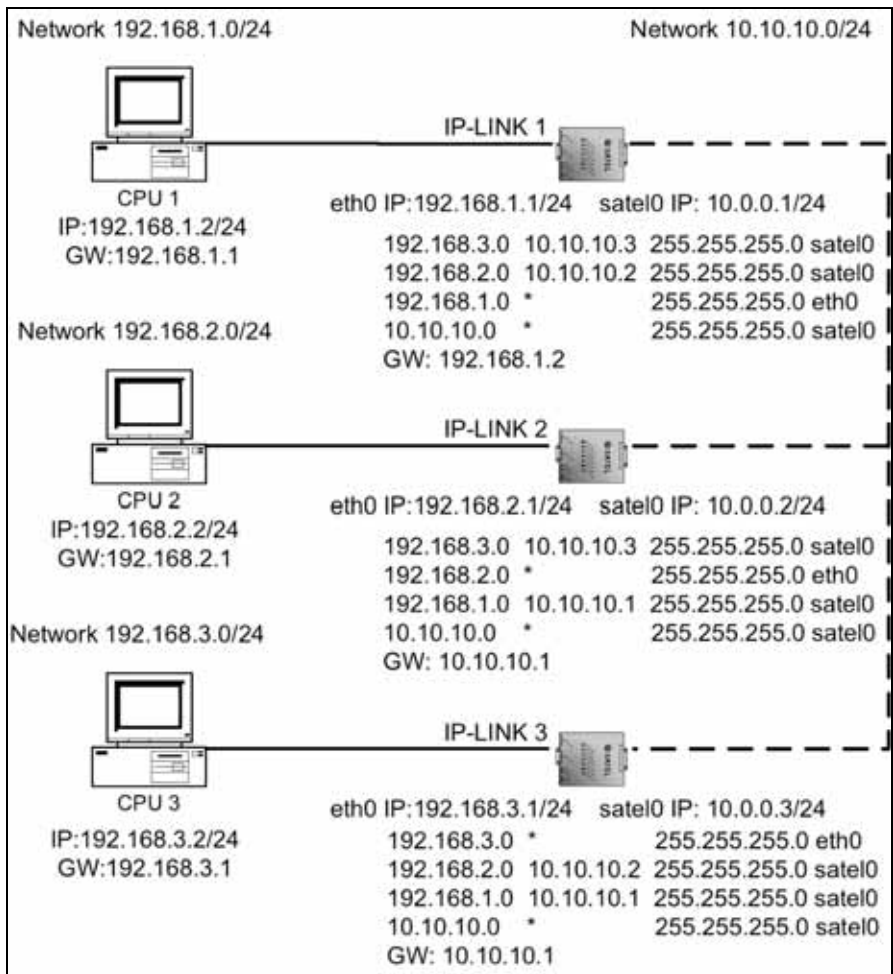 Network 192.168.1.0/24
Network 10.10.10.0/24
IP-LINK 1
CPU 1
IP:192.168.1.2/24
GW:192.168.1.1
eth0 IP:192.168.1.1/24 satel0 IP: 10.0.0.1/24
192.168.3.0 10.10.10.3 255.255.255.0 satel0
192.168.2.0 10.10.10.2 255.255.255.0 satel0
192.168.1.0 * 255.255.255.0 eth0
10.10.10.0 * 255.255.255.0 satel0
GW: 192.168.1.2
Network 192.168.2.0/24
IP-LINK 2
CPU 2
IP:192.168.2.2/24
GW:192.168.2.1
eth0 IP:192.168.2.1/24 satel0 IP: 10.0.0.2/24
192.168.3.0 10.10.10.3 255.255.255.0 satel0
192.168.2.0 * 255.255.255.0 eth0
192.168.1.0 10.10.10.1 255.255.255.0 satel0
10.10.10.0 * 255.255.255.0 satel0
GW: 10.10.10.1
Network 192.168.3.0/24
IP-LINK 3
CPU 3
IP:192.168.3.2/24
GW:192.168.3.1
eth0 IP:192.168.3.1/24 satel0 IP: 10.0.0.3/24
192.168.3.0 * 255.255.255.0 eth0
192.168.2.0 10.10.10.2 255.255.255.0 satel0
192.168.1.0 10.10.10.1 255.255.255.0 satel0
10.10.10.0 * 255.255.255.0 satel0
GW: 10.10.10.1